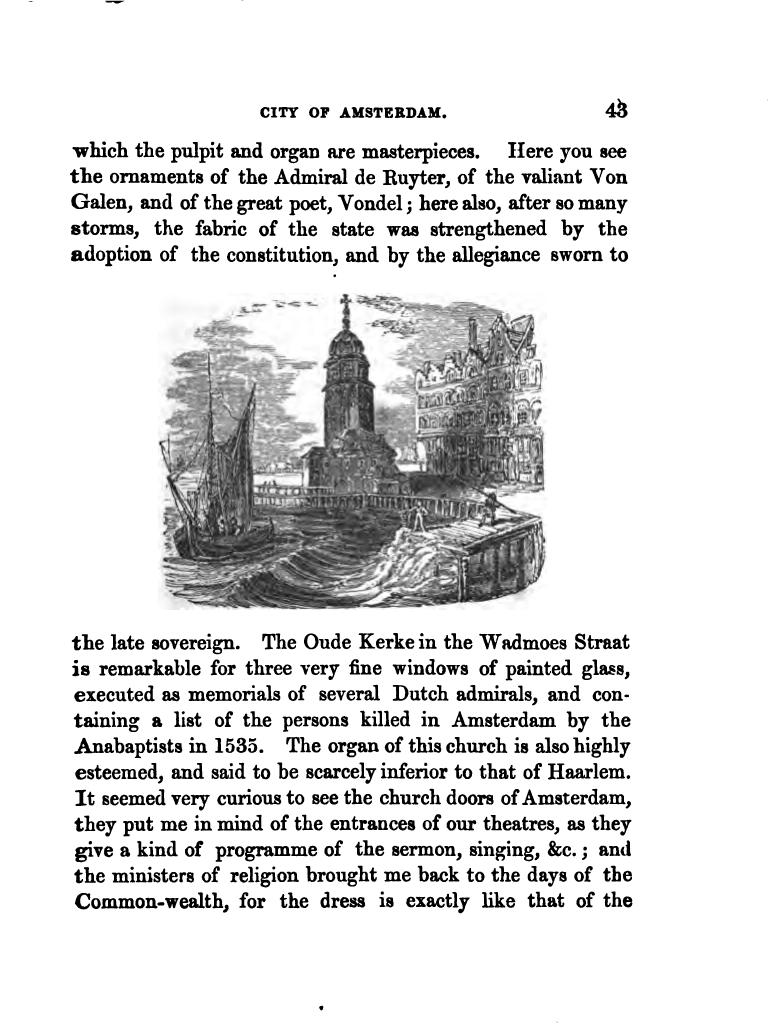 CITY OF AMSTERDAM. 43
which the pulpit and organ are masterpieces. Here you see
the ornaments of the Admiral de Ruyter, of the valiant Von
Galen, and of the great poet, Vondel; here also, after so many
storms, the fabric of the state was strengthened by the
adoption of the constitution, and by the allegiance sworn to
the late sovereign. The Oude Kerke in the Wadmoes Straat
is remarkable for three very fine windows of painted glass,
executed as memorials of several Dutch admirals, and con-
taining a list of the persons killed in Amsterdam by the
Anabaptists in 1535. The organ of this church is also highly
esteemed, and said to be scarcely inferior to that of Haarlem.
It seemed very curious to see the church doors of Amsterdam,
they put me in mind of the entrances of our theatres, as they
give a kind of programme of the sermon, singing, &c.; and
the ministers of religion brought me back to the days of the
Common-wealth, for the dress is exactly like that of the